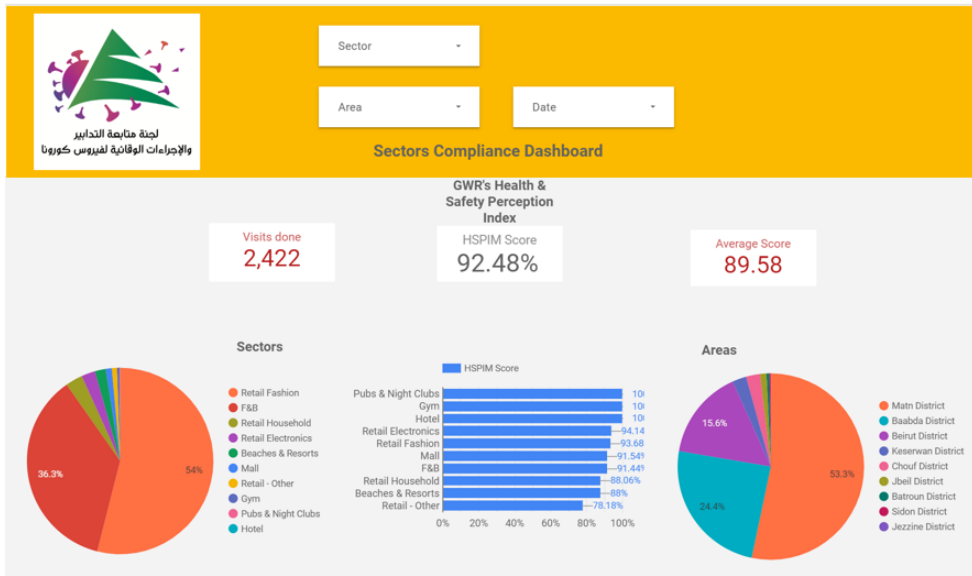 لجنة متابعة التدابير
والإجراءات الوقائية لفيروس كورونا
Sector
Area
Date
Sectors Compliance Dashboard
GWR's Health &
Safety Perception
Index
Visits done
2,422
HSPIM Score
92.48%
Average Score
89.58
Sectors
36.3%
54%
Retail Fashion
F&B
Retail Household
Retail Electronics
Beaches & Resorts
Mall
Retail - Other
Gym
Pubs & Night Clubs
Hotel
HSPIM Score
Pubs & Night Clubs 10
Gym 10
Hotel 10
Retail Electronics 94.14
Retail Fashion 93.68
Mall 91.54%
F&B 91.44%
Retail Household 88.06%
Beaches & Resorts 88%
Retail - Other 78.18%
0% 20% 40% 60% 80% 100%
Areas
15.6%
24.4%
53.3%
Matn District
Baabda District
Beirut District
Keserwan District
Chouf District
Jbeil District
Batroun District
Sidon District
Jezzine District